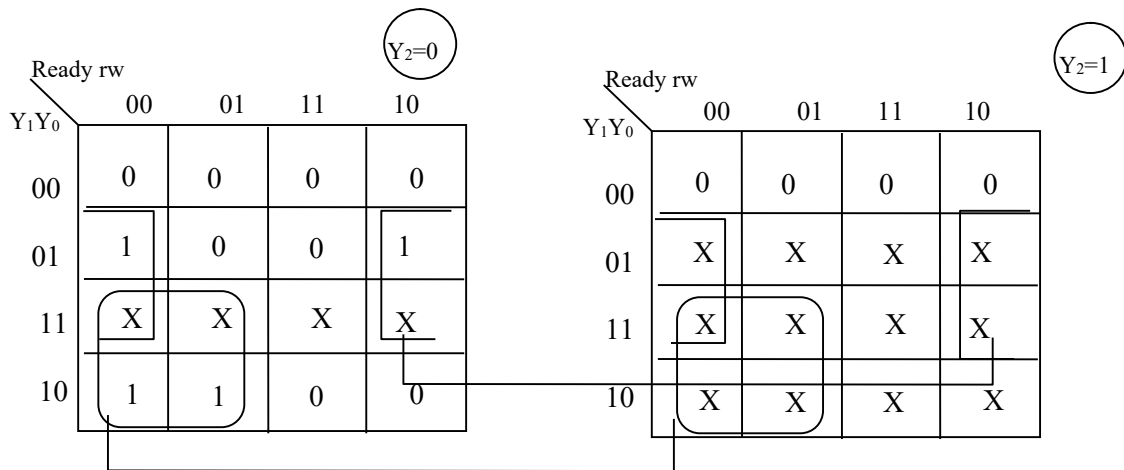 Y₂=0
Ready rw
00 01 11 10
Y₁Y₀
00 0 0 0 0
01 1 0 0 1
11 X X X X
10 1 1 0 0
Y₂=1
Ready rw
00 01 11 10
Y₁Y₀
00 0 0 0 0
01 X X X X
11 X X X X
10 X X X X